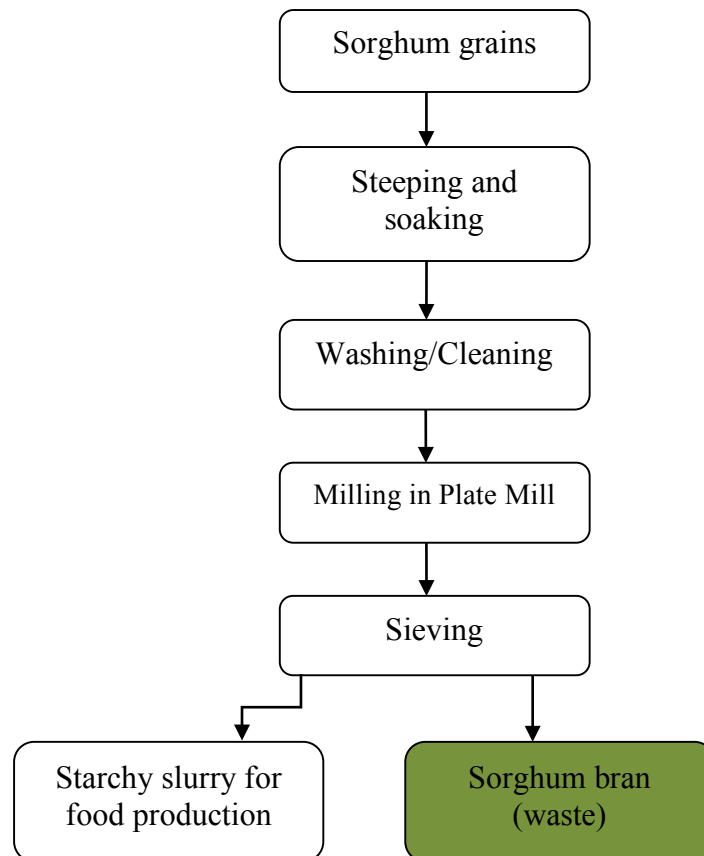 Sorghum grains
Steeping and
soaking
Washing/Cleaning
Milling in Plate Mill
Sieving
Starchy slurry for
food production
Sorghum bran
(waste)